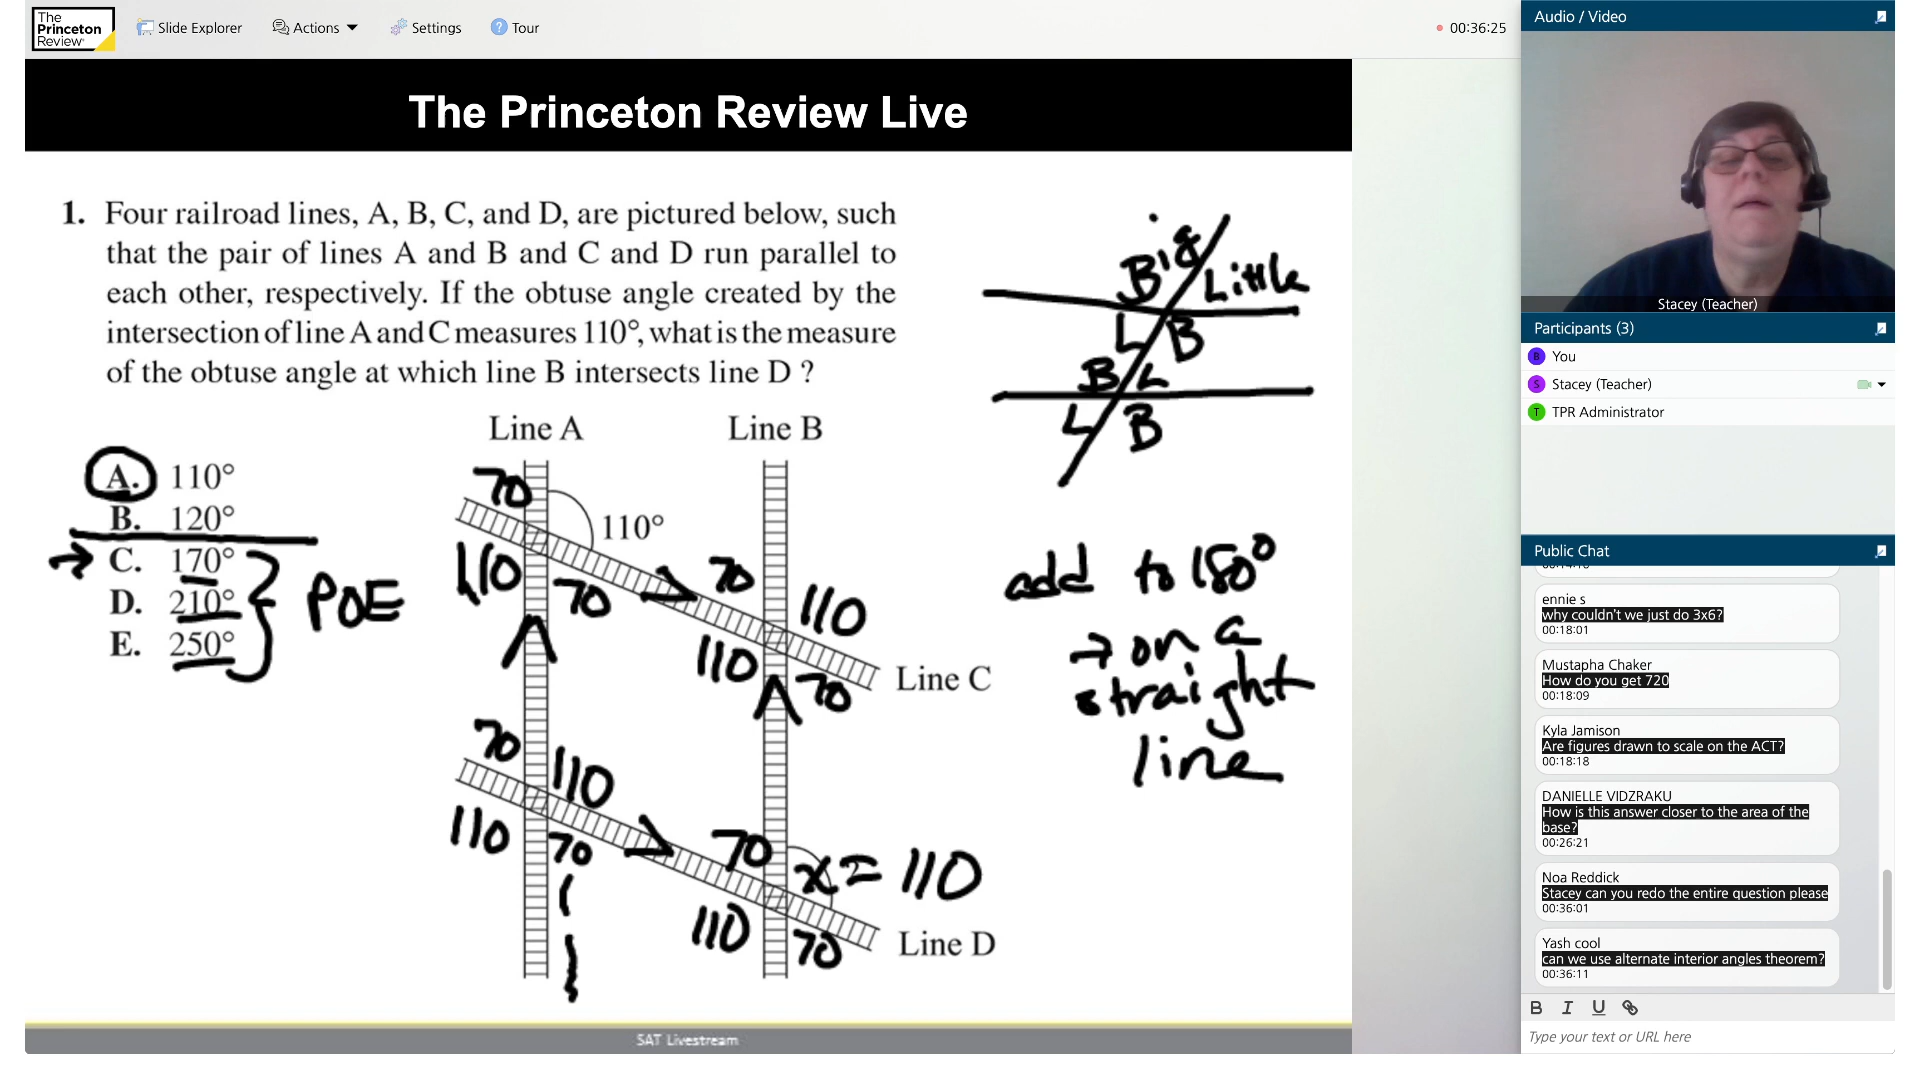 The
Princeton
Review
Slide Explorer
Actions
Settings
Tour
00:36:25
The Princeton Review Live
1. Four railroad lines, A, B, C, and D, are pictured below, such
that the pair of lines A and B and C and D run parallel to
each other, respectively. If the obtuse angle created by the
intersection of line A and C measures 110°, what is the measure
of the obtuse angle at which line B intersects line D ?
A. 110°
B. 120°
C. 170°
D. 210°
E. 250°
POE
Line A
Line B
70
110°
110
70
70
110
110
70
Line C
70
110
110
70
70
x = 110
110
70
Line D
Big
Little
L
B
B
L
L
B
add to 180°
→ on a
straight
line
SAT Livestream
Audio / Video
Stacey (Teacher)
Participants (3)
B You
S Stacey (Teacher)
T TPR Administrator
Public Chat
ennie s
why couldn't we just do 3x6?
00:18:01
Mustapha Chaker
How do you get 720
00:18:09
Kyla Jamison
Are figures drawn to scale on the ACT?
00:18:18
DANIELLE VIDZRAKU
How is this answer closer to the area of the
base?
00:26:21
Noa Reddick
Stacey can you redo the entire question please
00:36:01
Yash cool
can we use alternate interior angles theorem?
00:36:11
B I U
Type your text or URL here